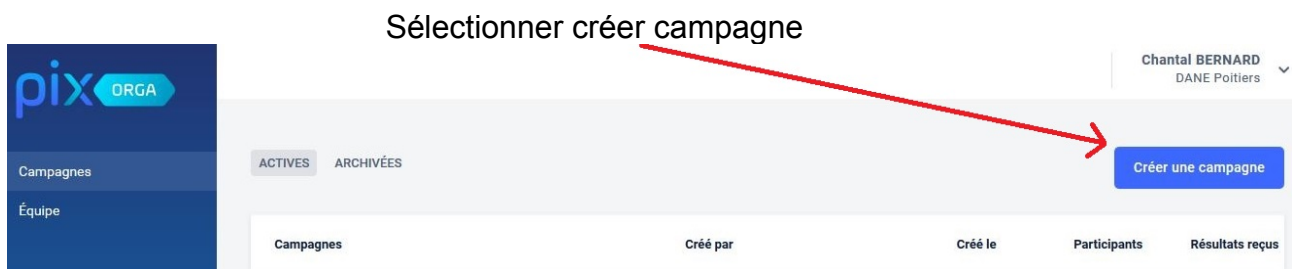 Sélectionner créer campagne
pix ORGA
Chantal BERNARD
DANE Poitiers
Campagnes
Équipe
ACTIVES ARCHIVÉES
Créer une campagne
Campagnes Créé par Créé le Participants Résultats reçus